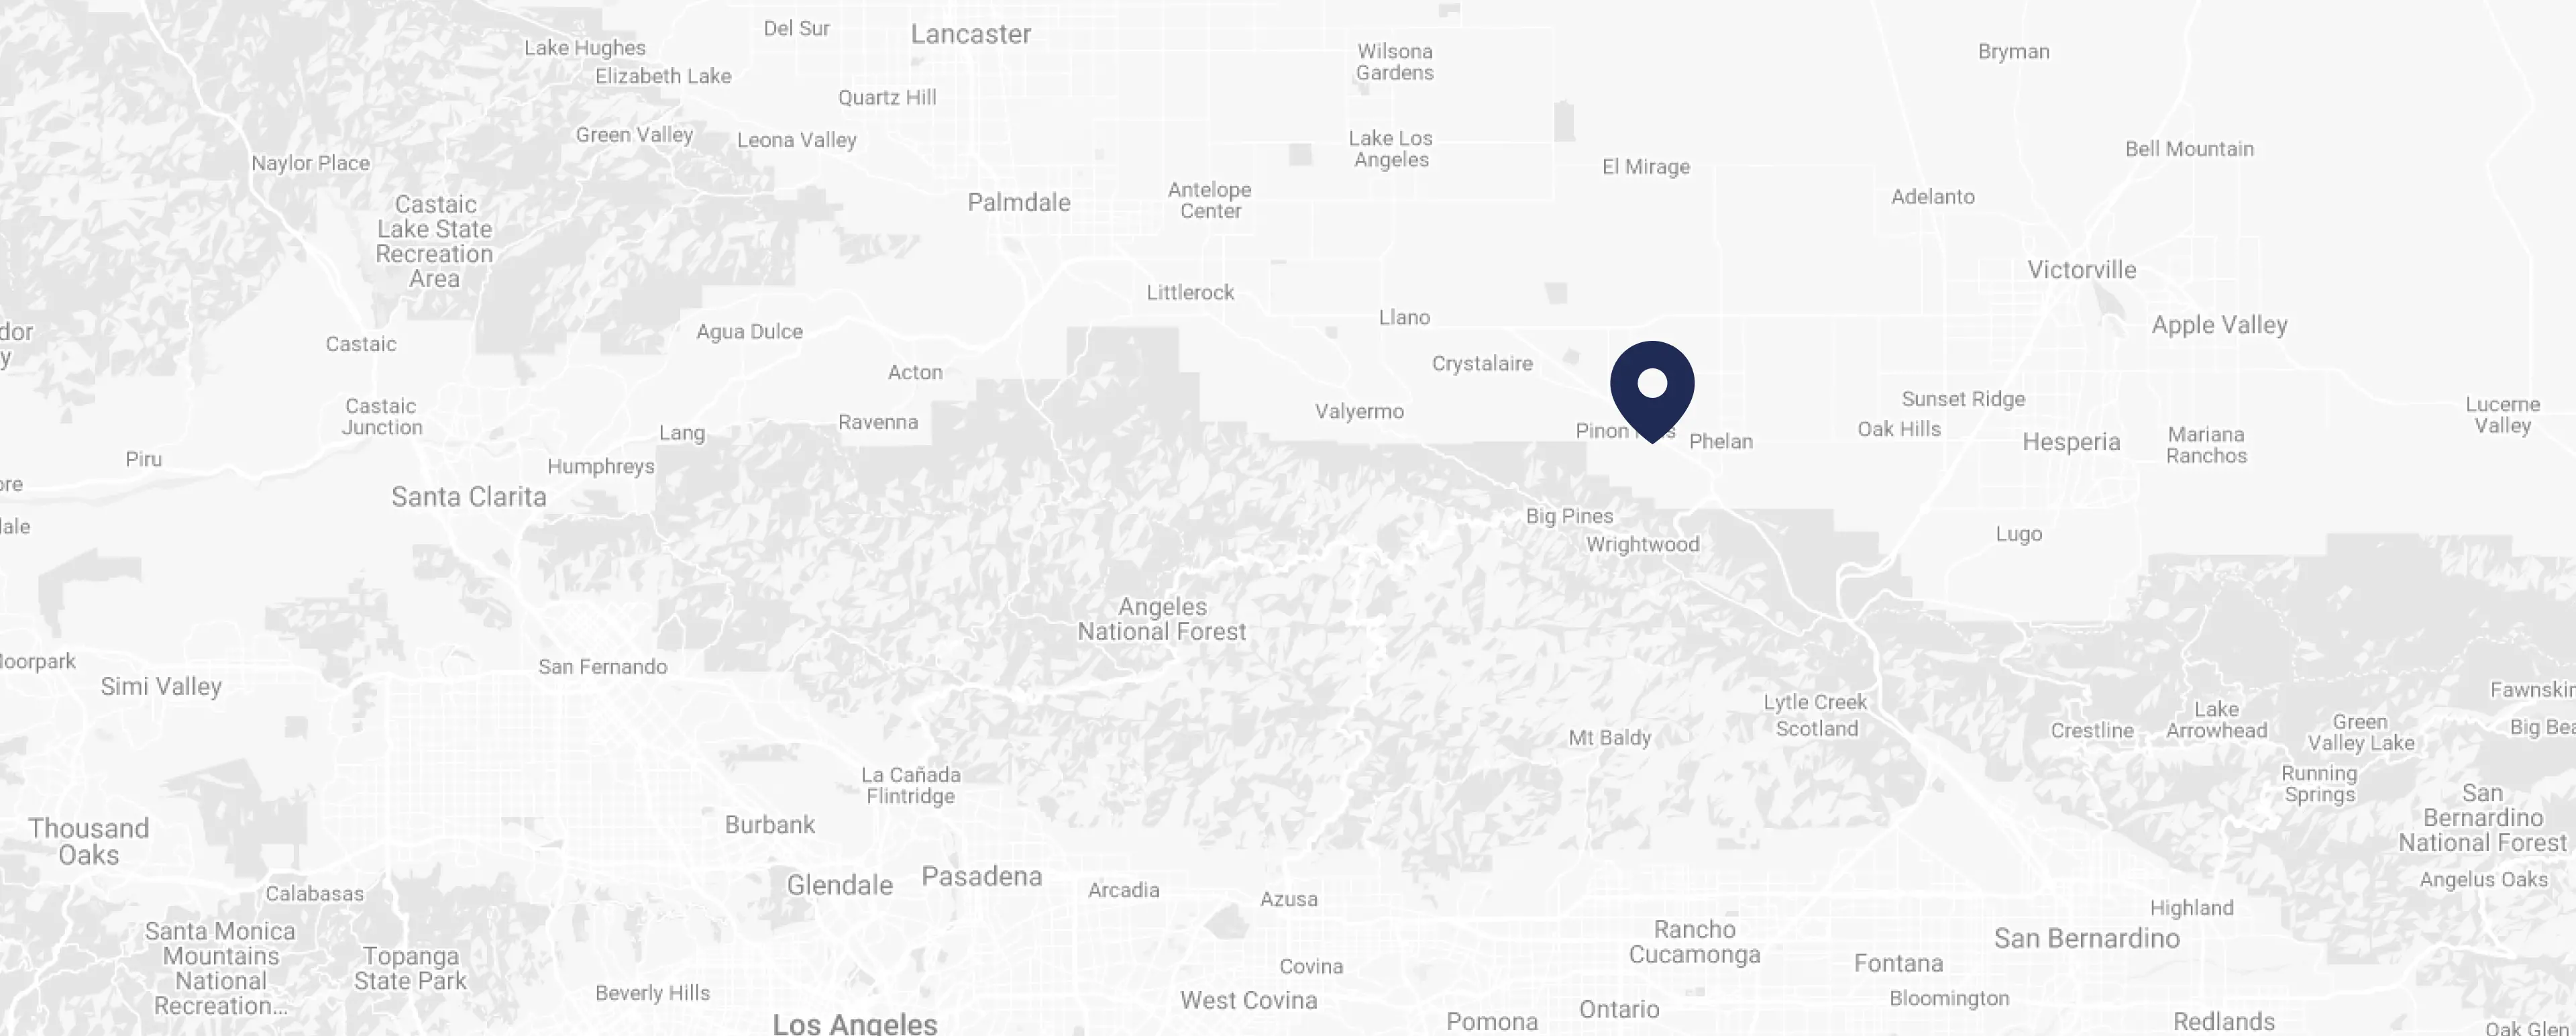 Del Sur
Lancaster
Lake Hughes
Elizabeth Lake
Wilsona
Gardens
Bryman
Quartz Hill
Green Valley
Leona Valley
Lake Los
Angeles
Bell Mountain
Naylor Place
El Mirage
Castaic
Lake State
Recreation
Area
Palmdale
Antelope
Center
Adelanto
Victorville
Littlerock
Llano
Apple Valley
dor
y
Agua Dulce
Castaic
Crystalaire
Acton
Sunset Ridge
Castaic
Junction
Valyermo
Lucerne
Valley
Ravenna
Lang
Pinon
Phelan
Oak Hills
Hesperia
Mariana
Ranchos
Piru
Humphreys
ore
Santa Clarita
dale
Big Pines
Wrightwood
Lugo
Angeles
National Forest
oorpark
San Fernando
Simi Valley
Fawnskin
Lytle Creek
Scotland
Lake
Arrowhead
Crestline
Green
Valley Lake
Big Bea
Mt Baldy
La Cañada
Flintridge
Running
Springs
San
Bernardino
National Forest
Thousand
Oaks
Burbank
Glendale
Pasadena
Arcadia
Azusa
Calabasas
Angelus Oaks
Highland
Santa Monica
Mountains
National
Recreation...
Topanga
State Park
Rancho
Cucamonga
San Bernardino
Covina
Fontana
Beverly Hills
West Covina
Ontario
Bloomington
Los Angeles
Pomona
Redlands
Oak Glen